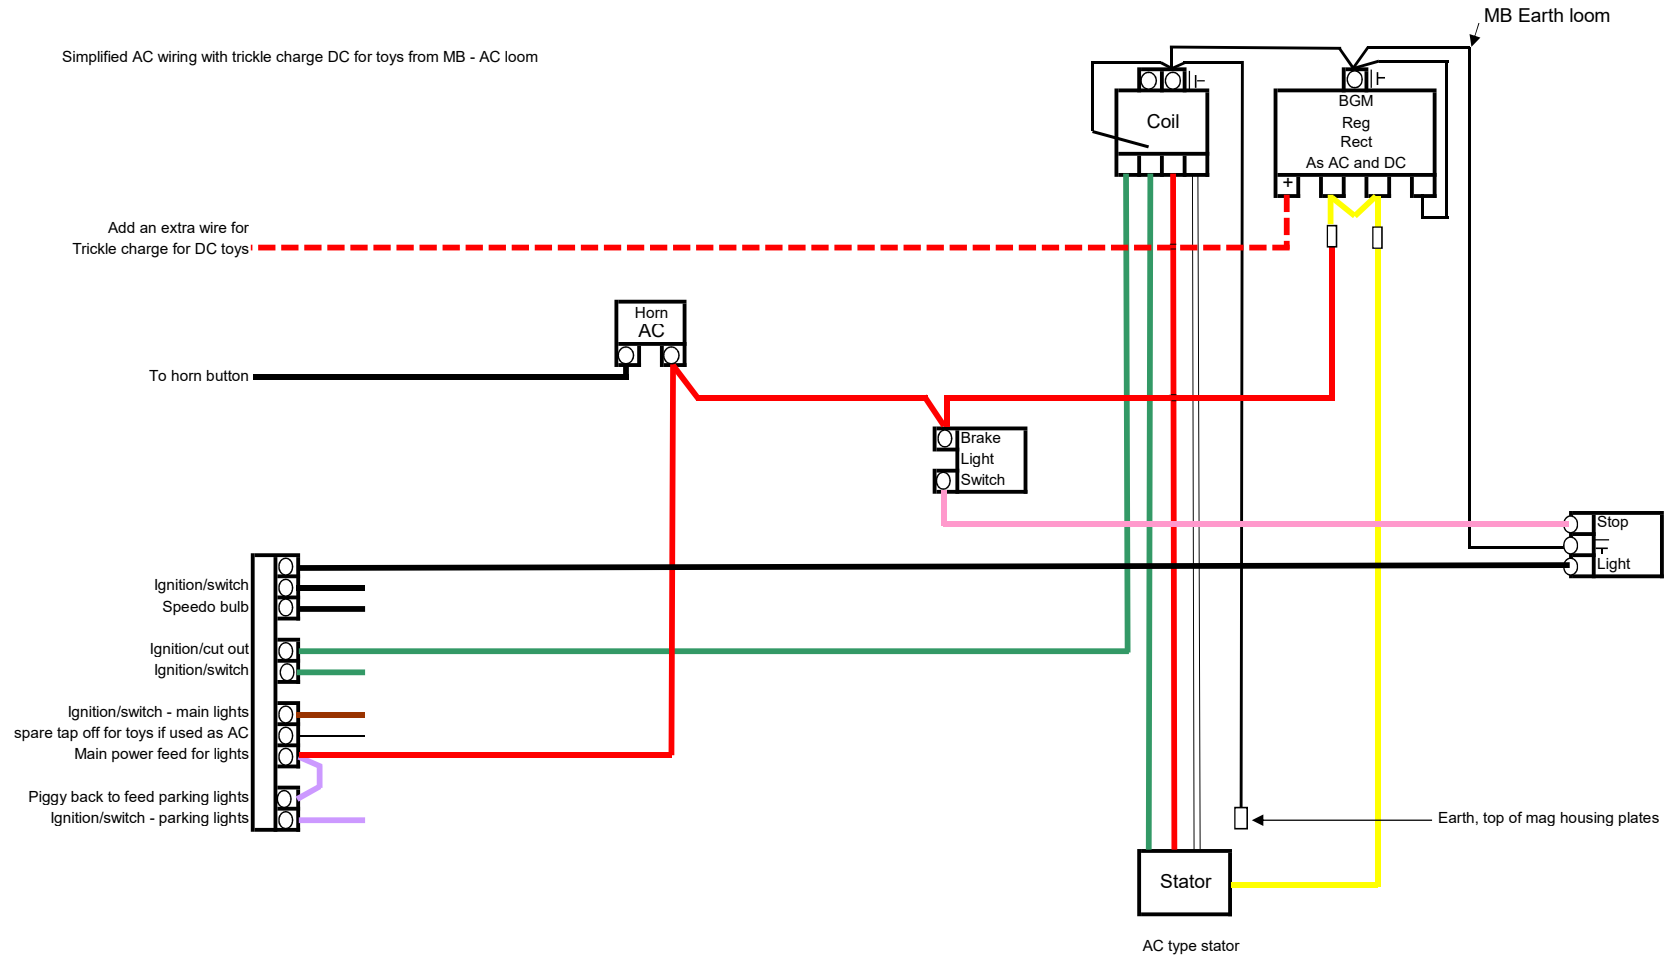 MB Earth loom
Simplified AC wiring with trickle charge DC for toys from MB - AC loom
Coil
BGM
Reg
Rect
As AC and DC
+
Add an extra wire for
Trickle charge for DC toys
Horn
AC
To horn button
Brake
Light
Switch
Stop
Light
Ignition/switch
Speedo bulb
Ignition/cut out
Ignition/switch
Ignition/switch - main lights
spare tap off for toys if used as AC
Main power feed for lights
Piggy back to feed parking lights
Ignition/switch - parking lights
Earth, top of mag housing plates
Stator
AC type stator